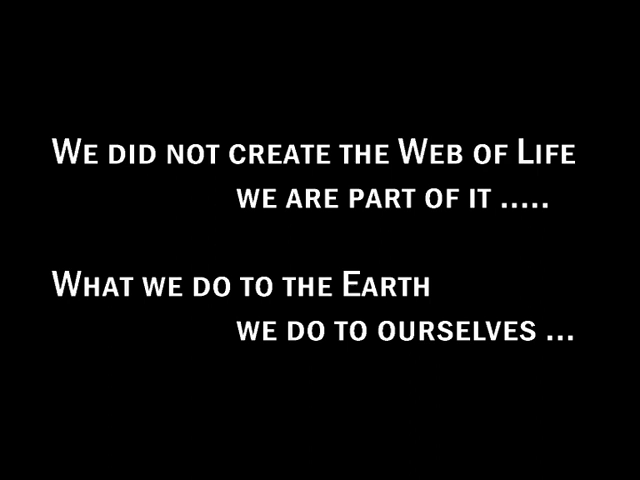 We did not create the Web of Life
we are part of it .....
What we do to the Earth
we do to ourselves ...